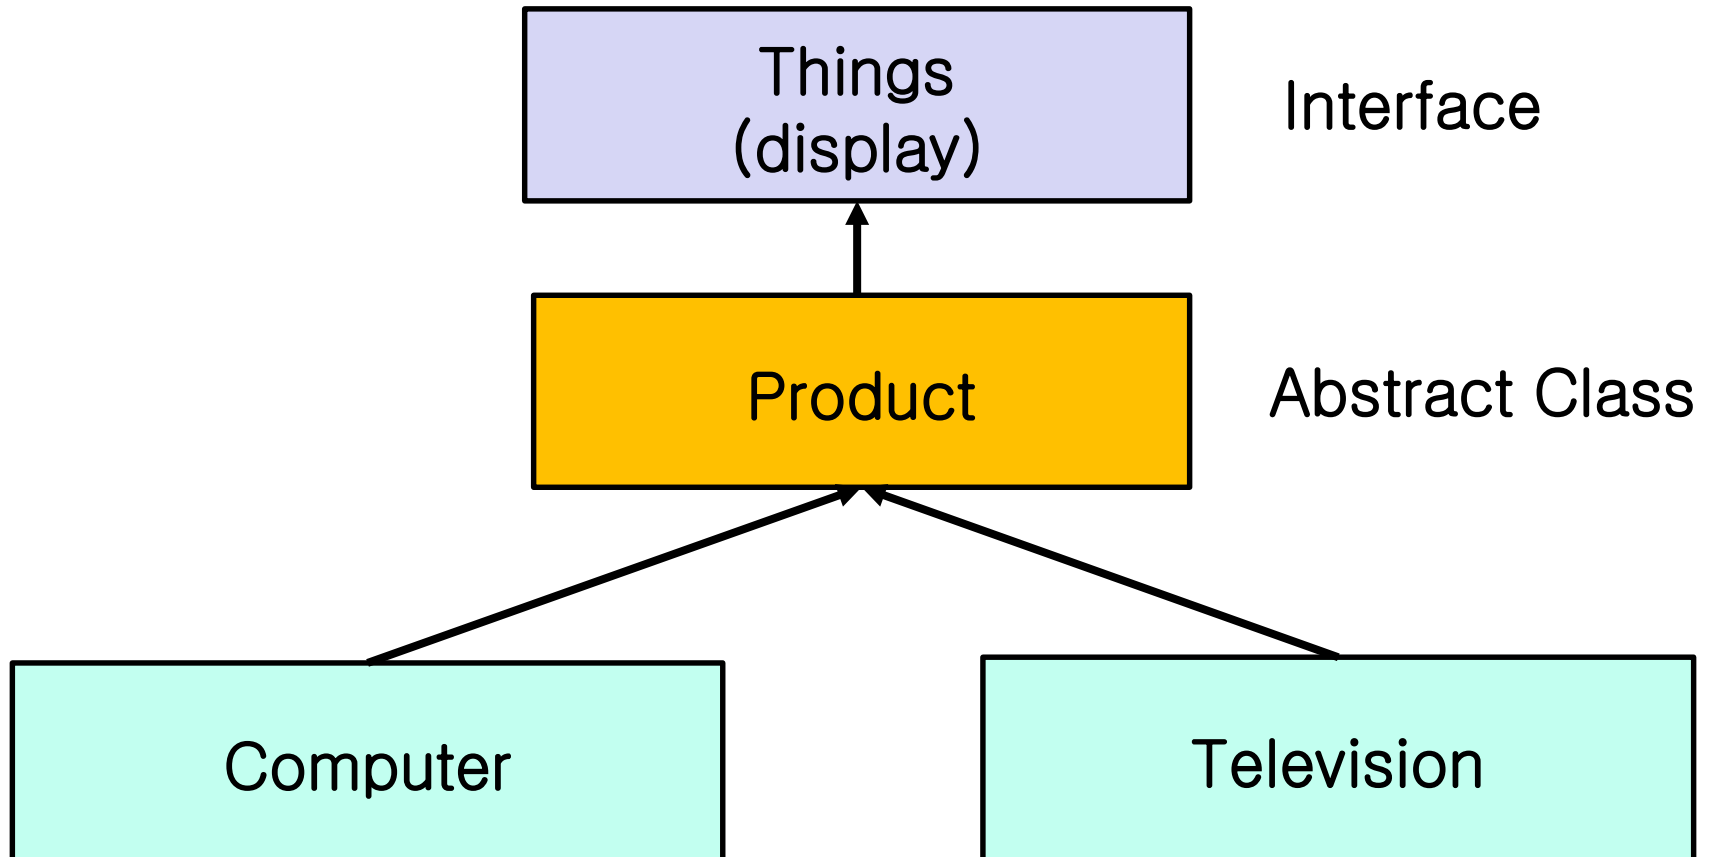 Things
(display)
Interface
Product
Abstract Class
Computer
Television